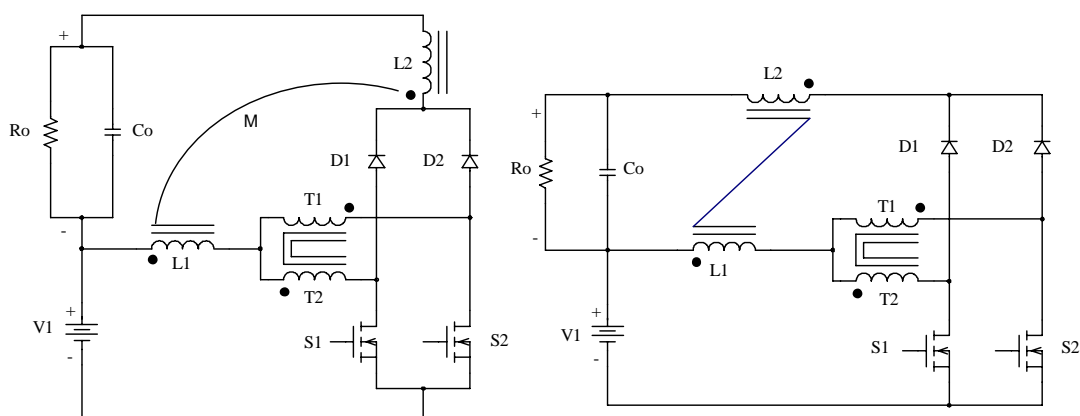 +
L2
M
Ro
Co
D1
D2
T1
-
L1
T2
+
V1
-
S1
S2
L2
+
D1
D2
Ro
Co
T1
-
L1
T2
+
V1
-
S1
S2